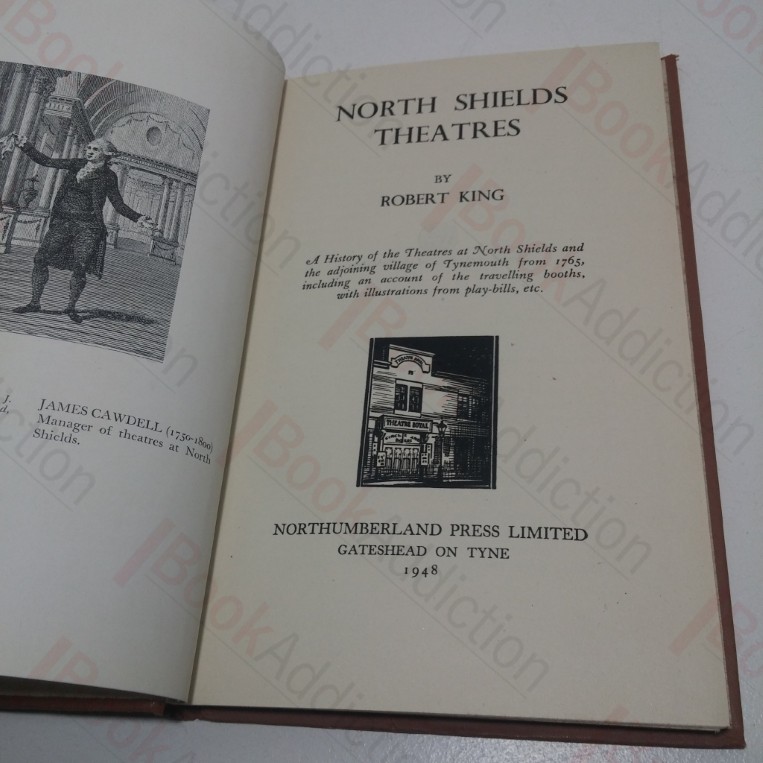 J.
d,
JAMES CAWDELL (1750-1800)
Manager of theatres at North
Shields.
NORTH SHIELDS
THEATRES
BY
ROBERT KING
A History of the Theatres at North Shields and
the adjoining village of Tynemouth from 1765,
including an account of the travelling booths,
with illustrations from play-bills, etc.
THEATRE ROYAL
NORTHUMBERLAND PRESS LIMITED
GATESHEAD ON TYNE
1948
BookAddiction